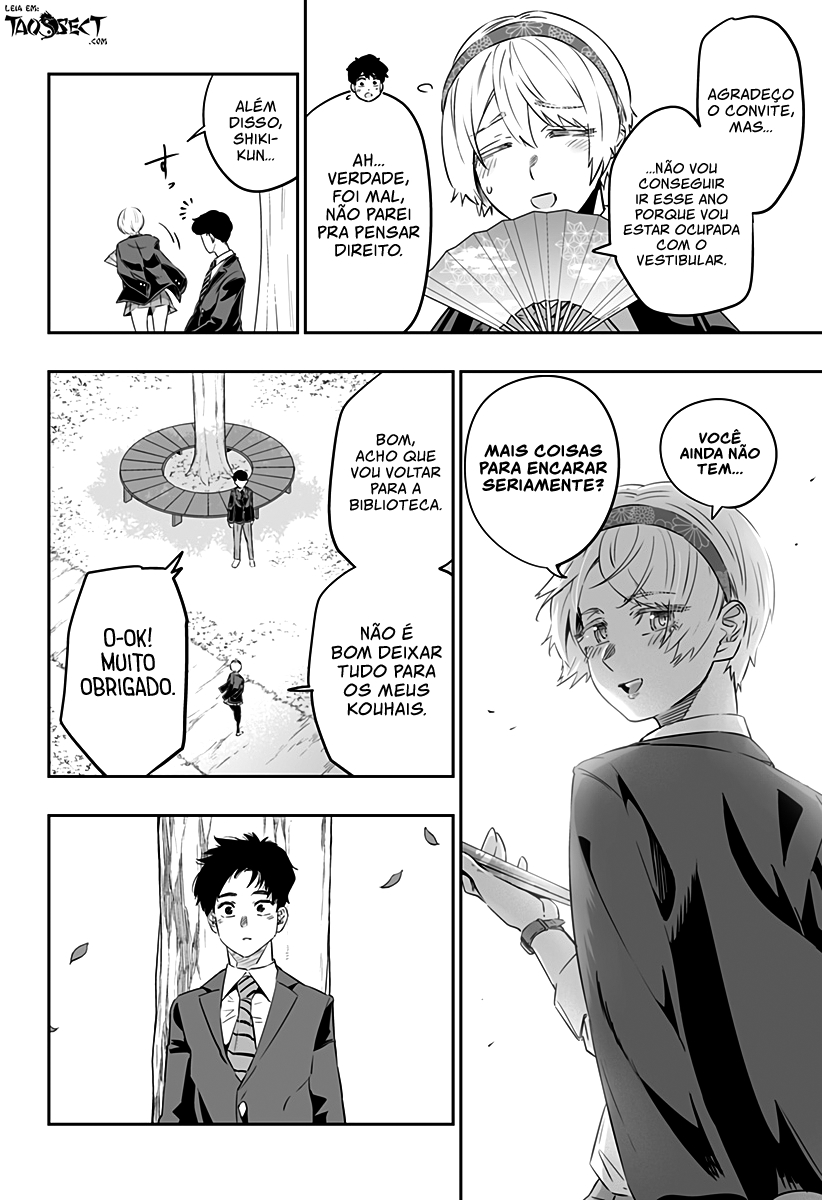 LEIA EM:
TAOSECT
.COM
AGRADEÇO
O CONVITE,
MAS...
...NÃO VOU
CONSEGUIR
IR ESSE ANO
PORQUE VOU
ESTAR OCUPADA
COM O
VESTIBULAR.
AH...
VERDADE,
FOI MAL,
NÃO PAREI
PRA PENSAR
DIREITO.
ALÉM
DISSO,
SHIKI-
KUN...
す
VOCÊ
AINDA NÃO
TEM...
MAIS COISAS
PARA ENCARAR
SERIAMENTE?
BOM,
ACHO QUE
VOU VOLTAR
PARA A
BIBLIOTECA.
NÃO É
BOM DEIXAR
TUDO PARA
OS MEUS
KOUHAIS.
O-OK!
MUITO
OBRIGADO.